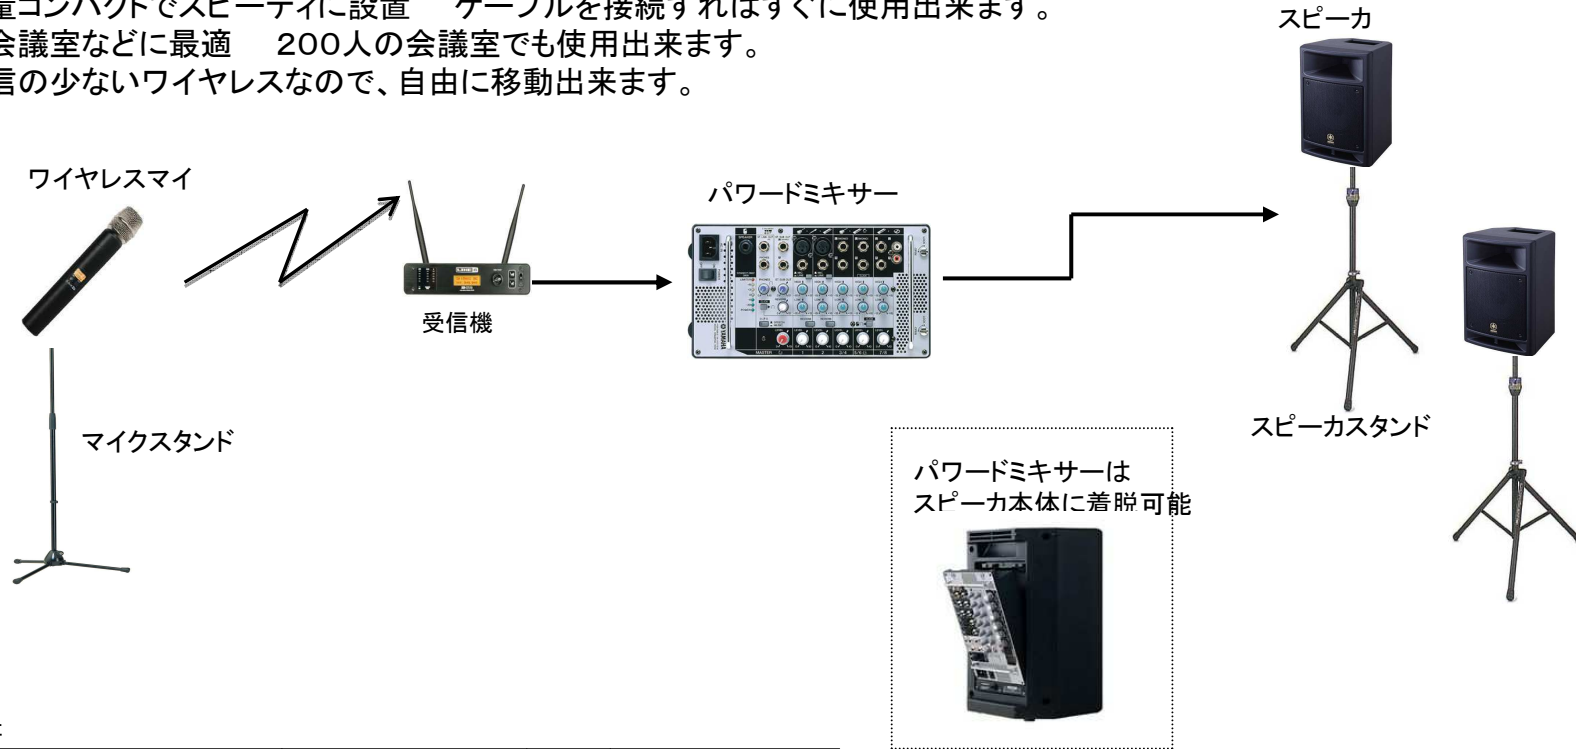 量コンパクトでスピーディに設置　ケーブルを接続すればすぐに使用出来ます。
会議室などに最適　２００人の会議室でも使用出来ます。
信の少ないワイヤレスなので、自由に移動出来ます。
スピーカ
ワイヤレスマイ
パワードミキサー
受信機
マイクスタンド
スピーカスタンド
パワードミキサーは
スピーカ本体に着脱可能
YAMAHA
MASTER